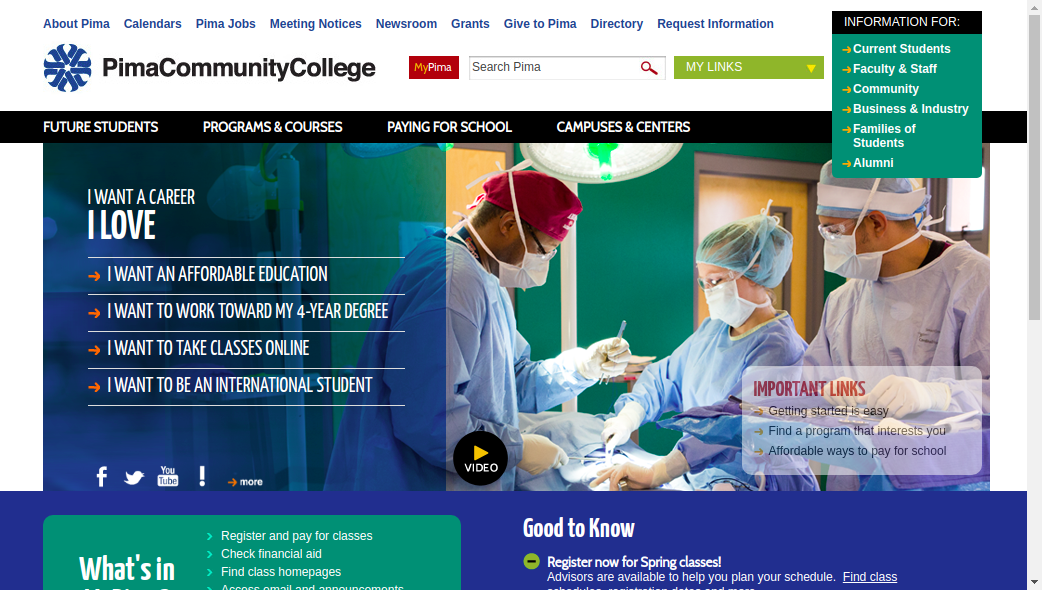 About Pima Calendars Pima Jobs Meeting Notices Newsroom Grants Give to Pima Directory Request Information
INFORMATION FOR:
Current Students
Faculty & Staff
Community
Business & Industry
Families of
Students
Alumni
PimaCommunityCollege
MyPima
Search Pima
MY LINKS
FUTURE STUDENTS PROGRAMS & COURSES PAYING FOR SCHOOL CAMPUSES & CENTERS
I WANT A CAREER
I LOVE
I WANT AN AFFORDABLE EDUCATION
I WANT TO WORK TOWARD MY 4-YEAR DEGREE
I WANT TO TAKE CLASSES ONLINE
I WANT TO BE AN INTERNATIONAL STUDENT
You
Tube
more
VIDEO
IMPORTANT LINKS
Getting started is easy
Find a program that interests you
Affordable ways to pay for school
What's in
Register and pay for classes
Check financial aid
Find class homepages
Access email and announcements
Good to Know
Register now for Spring classes!
Advisors are available to help you plan your schedule. Find class
schedules, registration dates and more